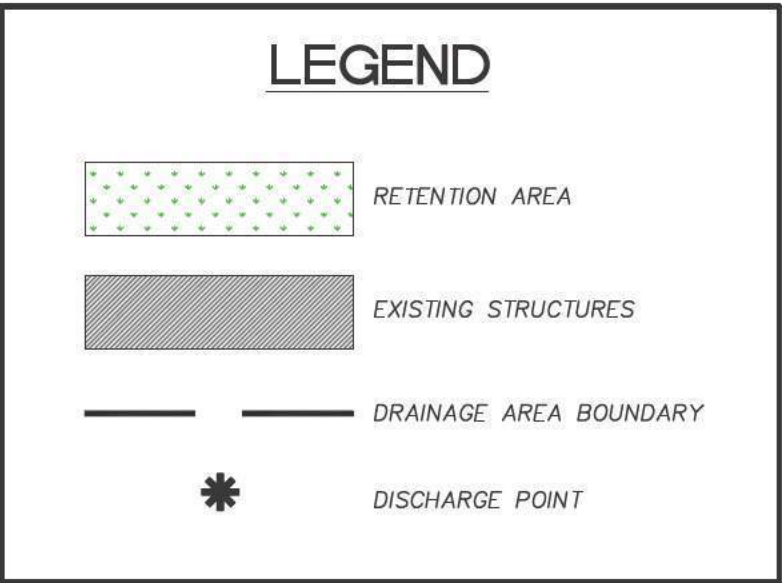 LEGEND
RETENTION AREA
EXISTING STRUCTURES
DRAINAGE AREA BOUNDARY
DISCHARGE POINT